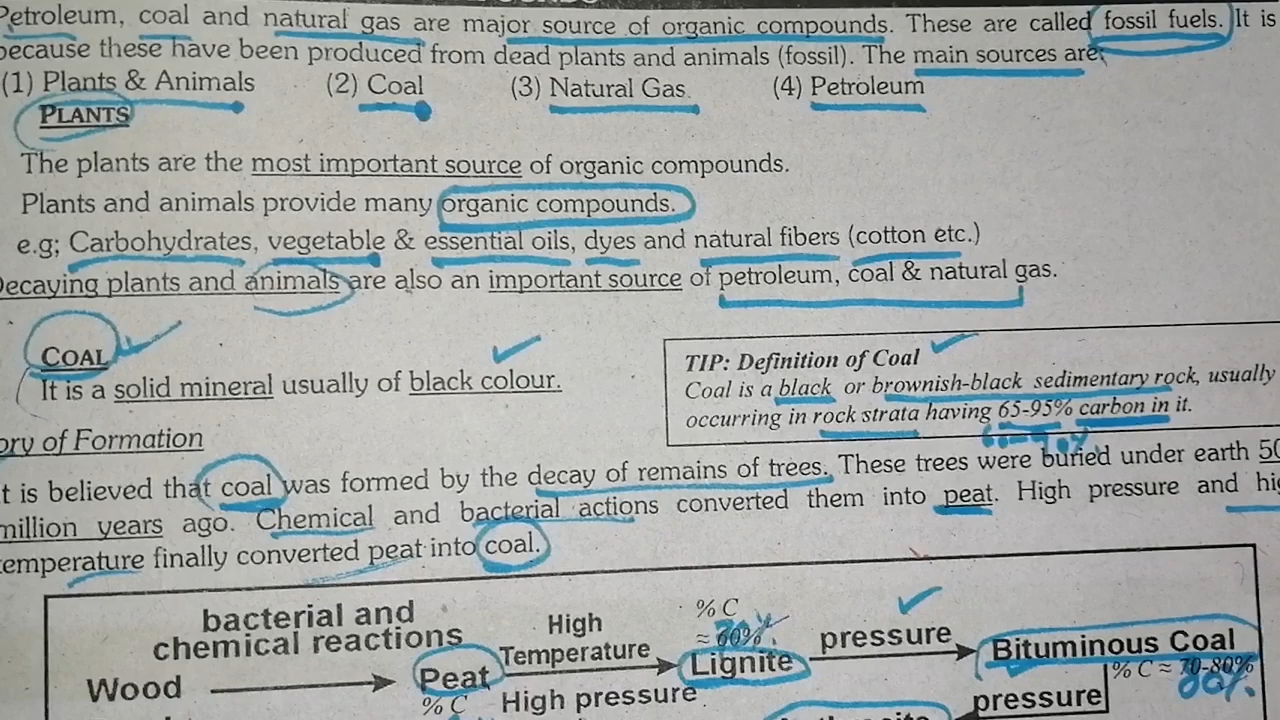 Petroleum, coal and natural gas are major source of organic compounds. These are called fossil fuels. It is
because these have been produced from dead plants and animals (fossil). The main sources are;
(1) Plants & Animals (2) Coal (3) Natural Gas (4) Petroleum
PLANTS
The plants are the most important source of organic compounds.
Plants and animals provide many organic compounds.
e.g; Carbohydrates, vegetable & essential oils, dyes and natural fibers (cotton etc.)
Decaying plants and animals are also an important source of petroleum, coal & natural gas.
COAL
It is a solid mineral usually of black colour.
TIP: Definition of Coal
Coal is a black or brownish-black sedimentary rock, usually
occurring in rock strata having 65-95% carbon in it.
ory of Formation
It is believed that coal was formed by the decay of remains of trees. These trees were buried under earth 50
million years ago. Chemical and bacterial actions converted them into peat. High pressure and hi
temperature finally converted peat into coal.
bacterial and
chemical reactions
Wood
Peat
% C
High
Temperature
High pressure
% C
≈ 60%
Lignite
pressure
Bituminous Coal
% C ≈ 70-80%
80%
pressure